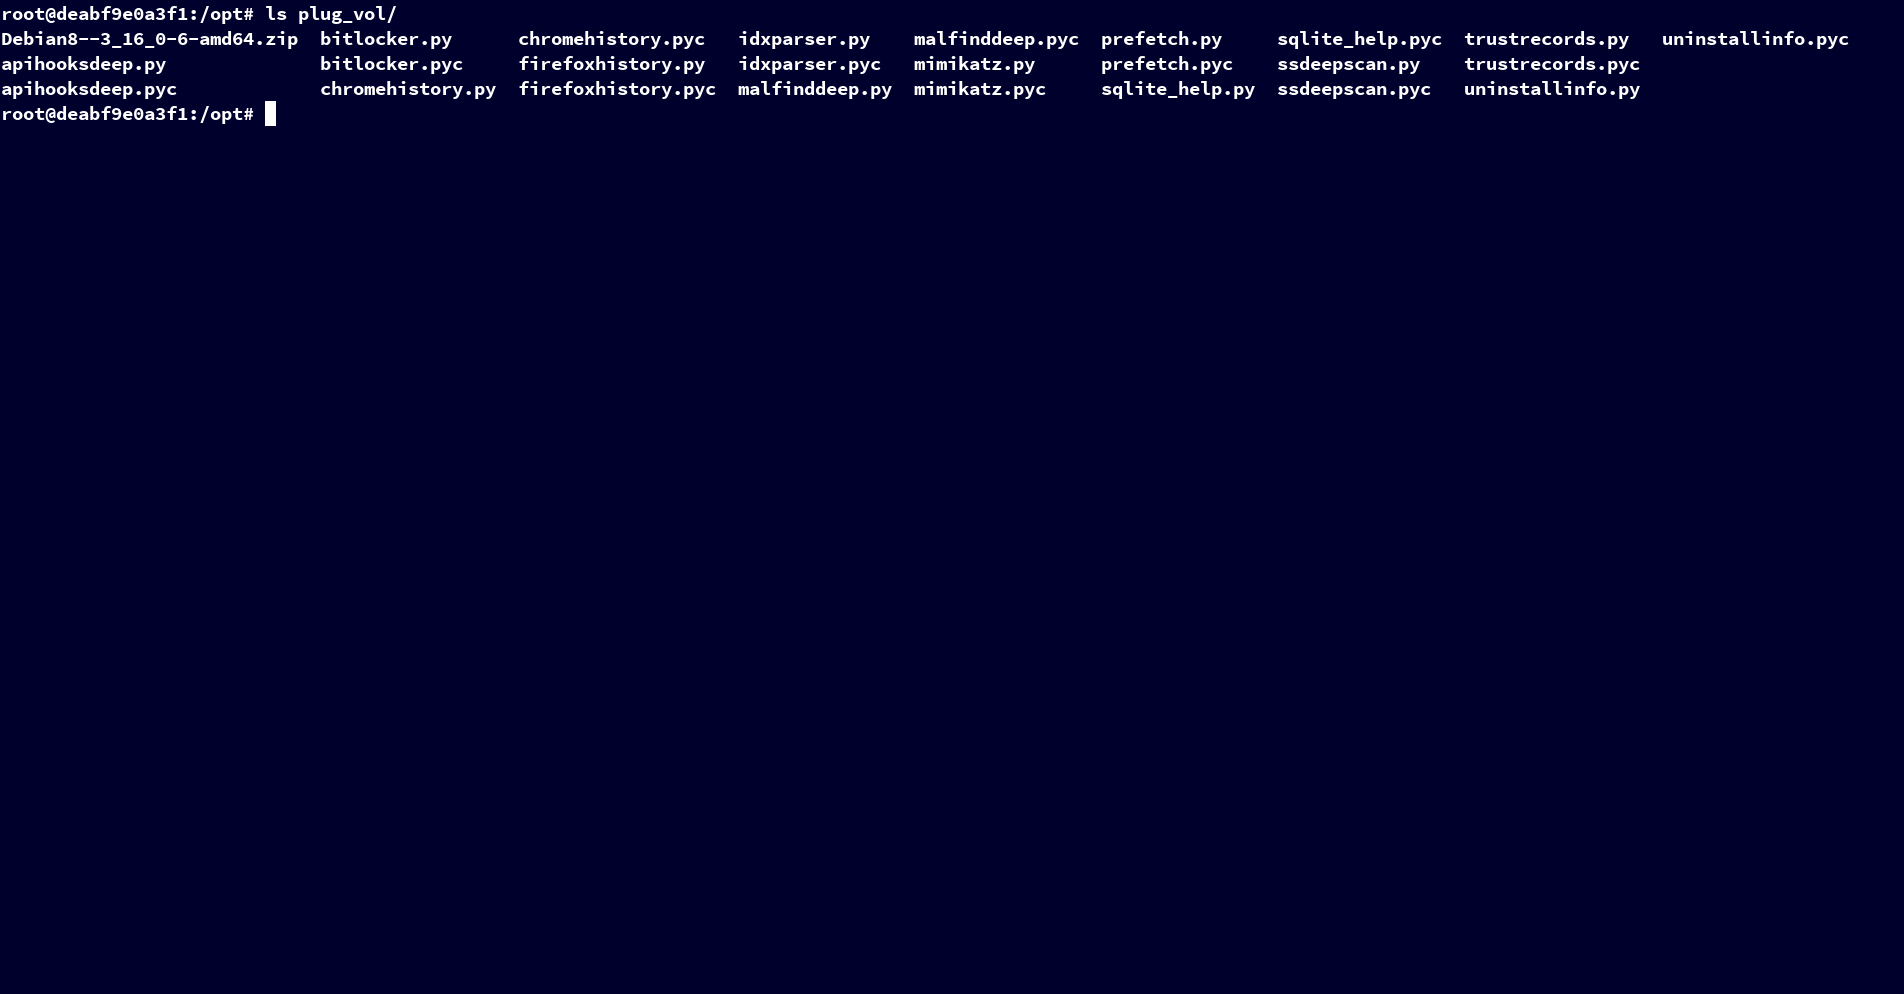 root@deabf9e0a3f1:/opt# ls plug_vol/
Debian8--3_16_0-6-amd64.zip  bitlocker.py      chromehistory.pyc   idxparser.py    malfinddeep.pyc  prefetch.py     sqlite_help.pyc  trustrecords.py   uninstallinfo.pyc
apihooksdeep.py              bitlocker.pyc     firefoxhistory.py   idxparser.pyc   mimikatz.py      prefetch.pyc    ssdeepscan.py    trustrecords.pyc
apihooksdeep.pyc             chromehistory.py  firefoxhistory.pyc  malfinddeep.py  mimikatz.pyc     sqlite_help.py  ssdeepscan.pyc   uninstallinfo.py
root@deabf9e0a3f1:/opt#